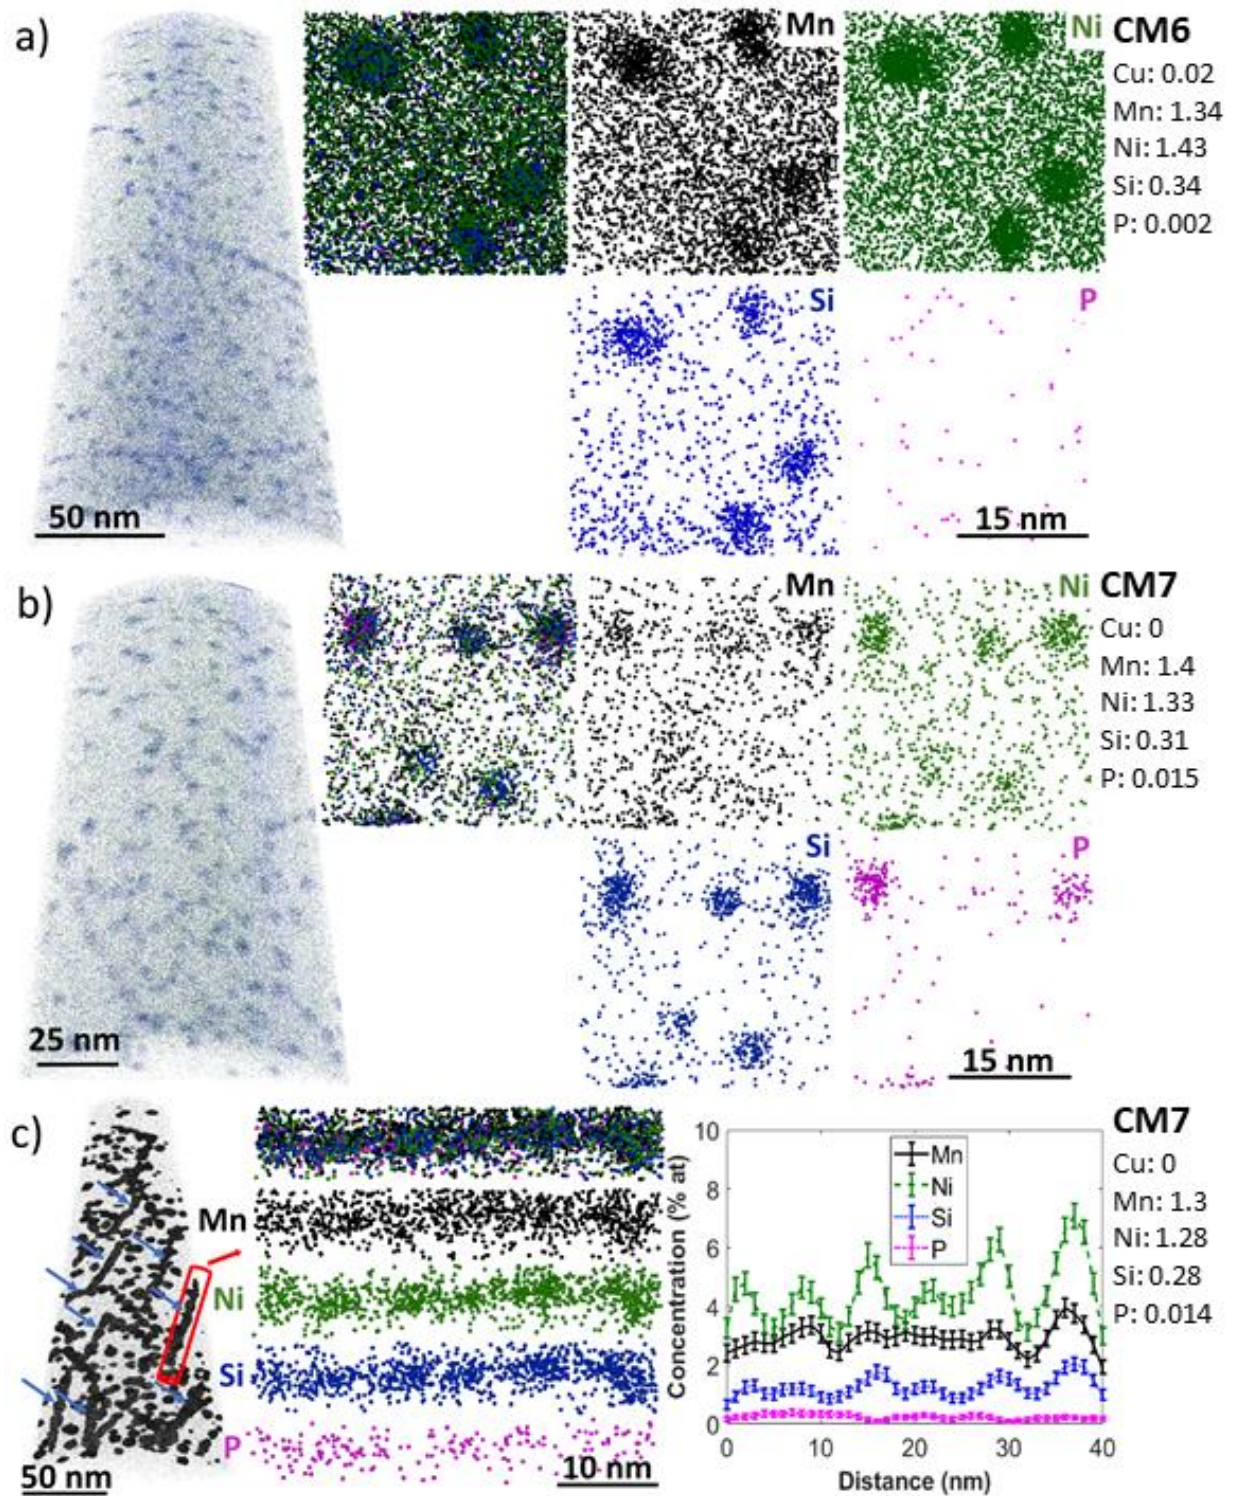 a)
Mn
Ni
CM6
Cu: 0.02
Mn: 1.34
Ni: 1.43
Si: 0.34
P: 0.002
Si
P
50 nm
15 nm
b)
Mn
Ni
CM7
Cu: 0
Mn: 1.4
Ni: 1.33
Si: 0.31
P: 0.015
Si
P
25 nm
15 nm
c)
Mn
Ni
Si
P
50 nm
10 nm
Concentration (% at)
10
8
6
4
2
0
Mn
Ni
Si
P
0
10
20
30
40
Distance (nm)
CM7
Cu: 0
Mn: 1.3
Ni: 1.28
Si: 0.28
P: 0.014